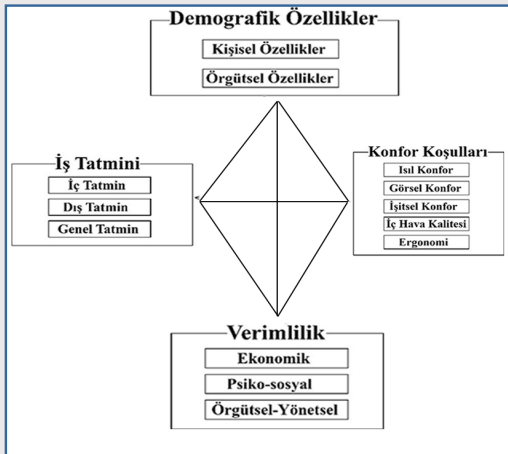 Demografik Özellikler
Kişisel Özellikler
Örgütsel Özellikler
İş Tatmini
İç Tatmin
Dış Tatmin
Genel Tatmin
Konfor Koşulları
Isıl Konfor
Görsel Konfor
İşitsel Konfor
İç Hava Kalitesi
Ergonomi
Verimlilik
Ekonomik
Psiko-sosyal
Örgütsel-Yönetsel